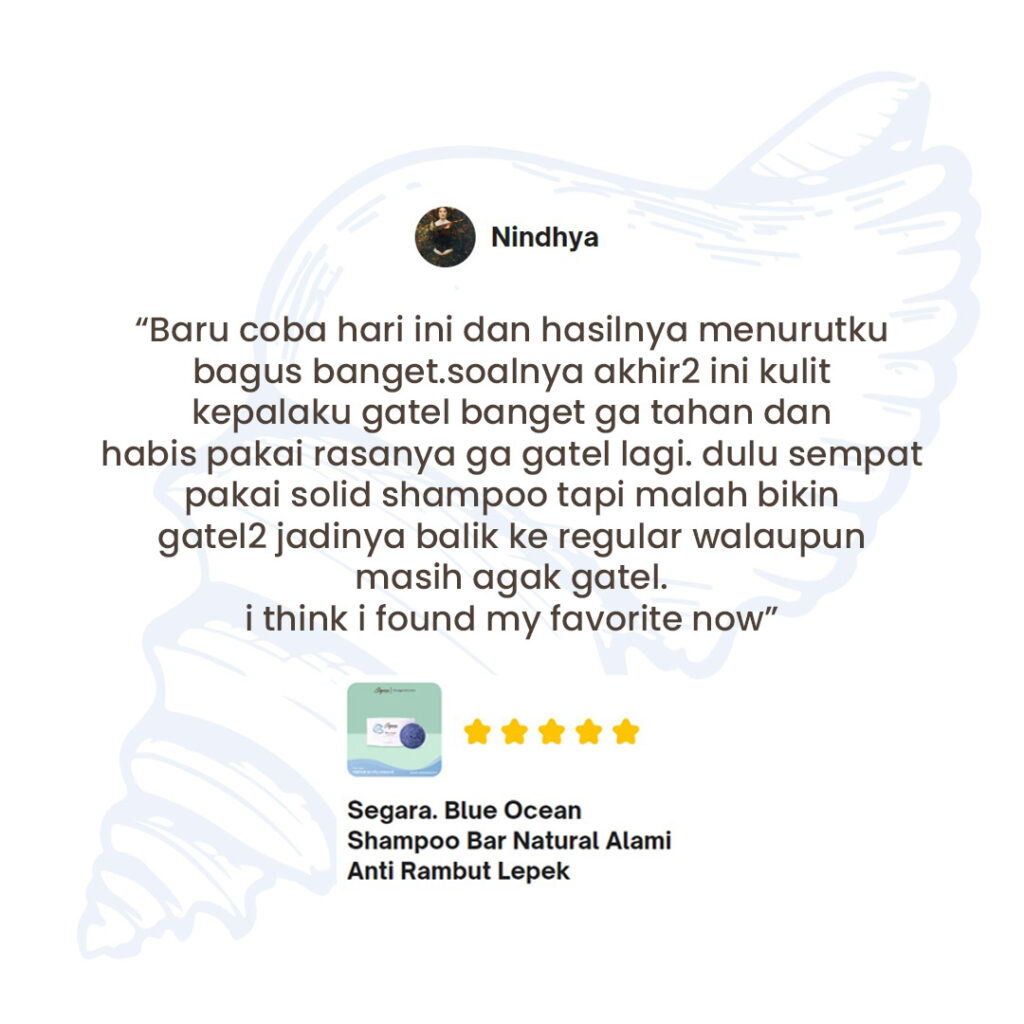 Nindhya
“Baru coba hari ini dan hasilnya menurutku
bagus banget.soalnya akhir2 ini kulit
kepalaku gatel banget ga tahan dan
habis pakai rasanya ga gatel lagi. dulu sempat
pakai solid shampoo tapi malah bikin
gatel2 jadinya balik ke regular walaupun
masih agak gatel.
i think i found my favorite now”
Segara. Blue Ocean
Shampoo Bar Natural Alami
Anti Rambut Lepek